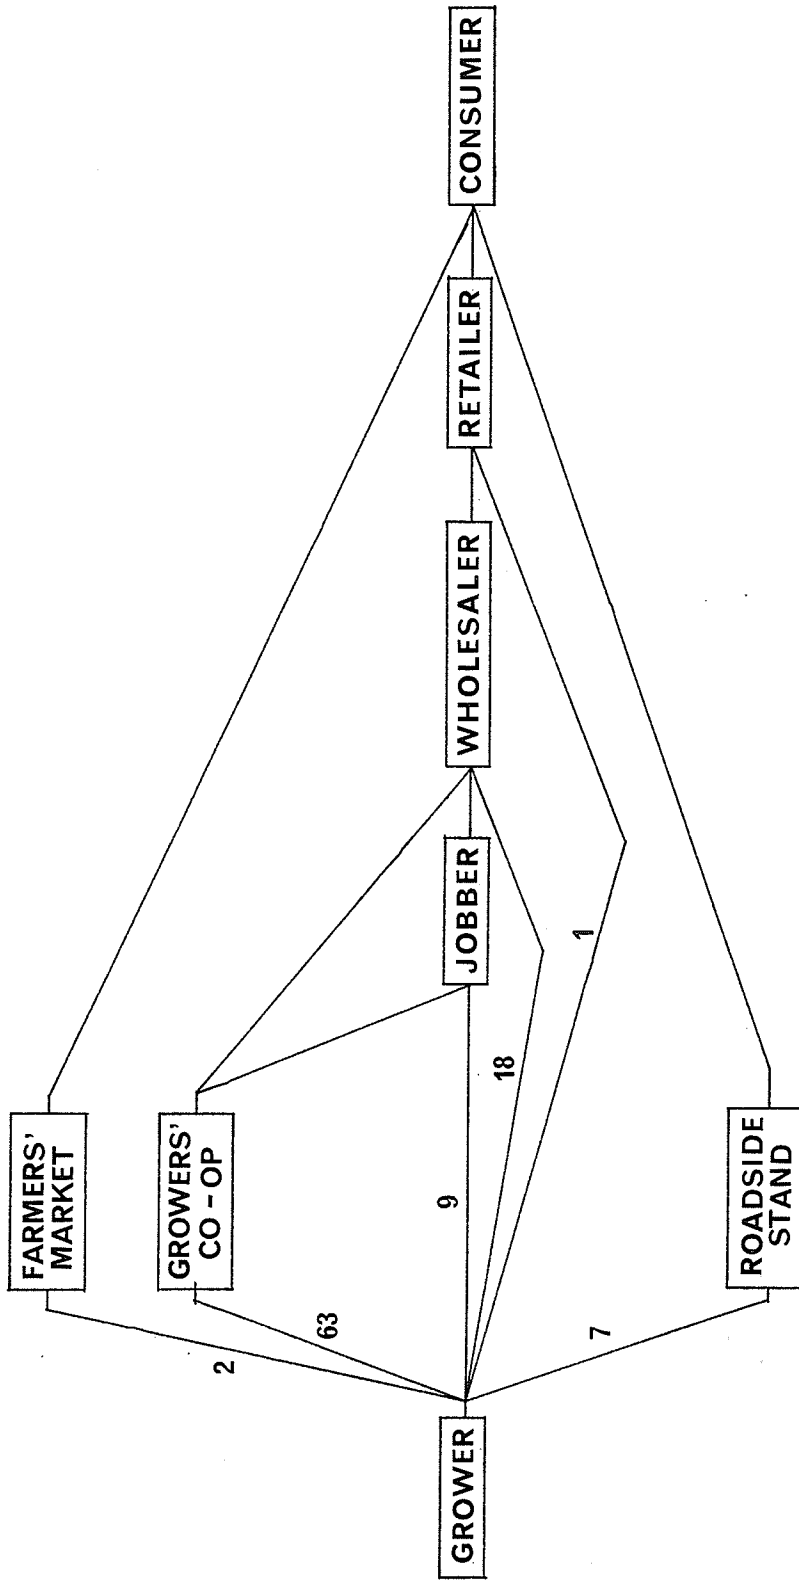 FARMERS'
MARKET
2
GROWERS'
CO-OP
63
GROWER
9
JOBBER
WHOLESALER
RETAILER
CONSUMER
18
1
7
ROADSIDE
STAND